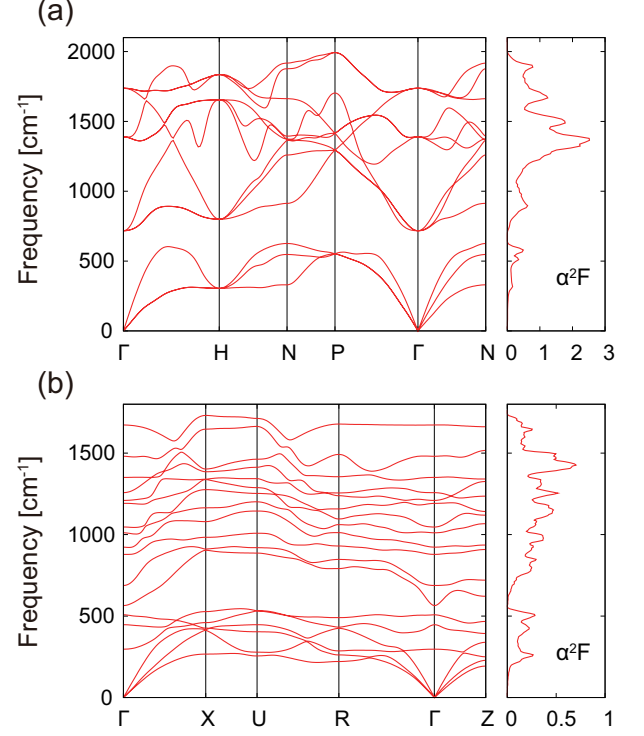 (a)
Frequency [cm⁻¹]
2000
1500
1000
500
0
Γ H N P Γ N
α²F
0 1 2 3
(b)
Frequency [cm⁻¹]
1500
1000
500
0
Γ X U R Γ Z
α²F
0 0.5 1